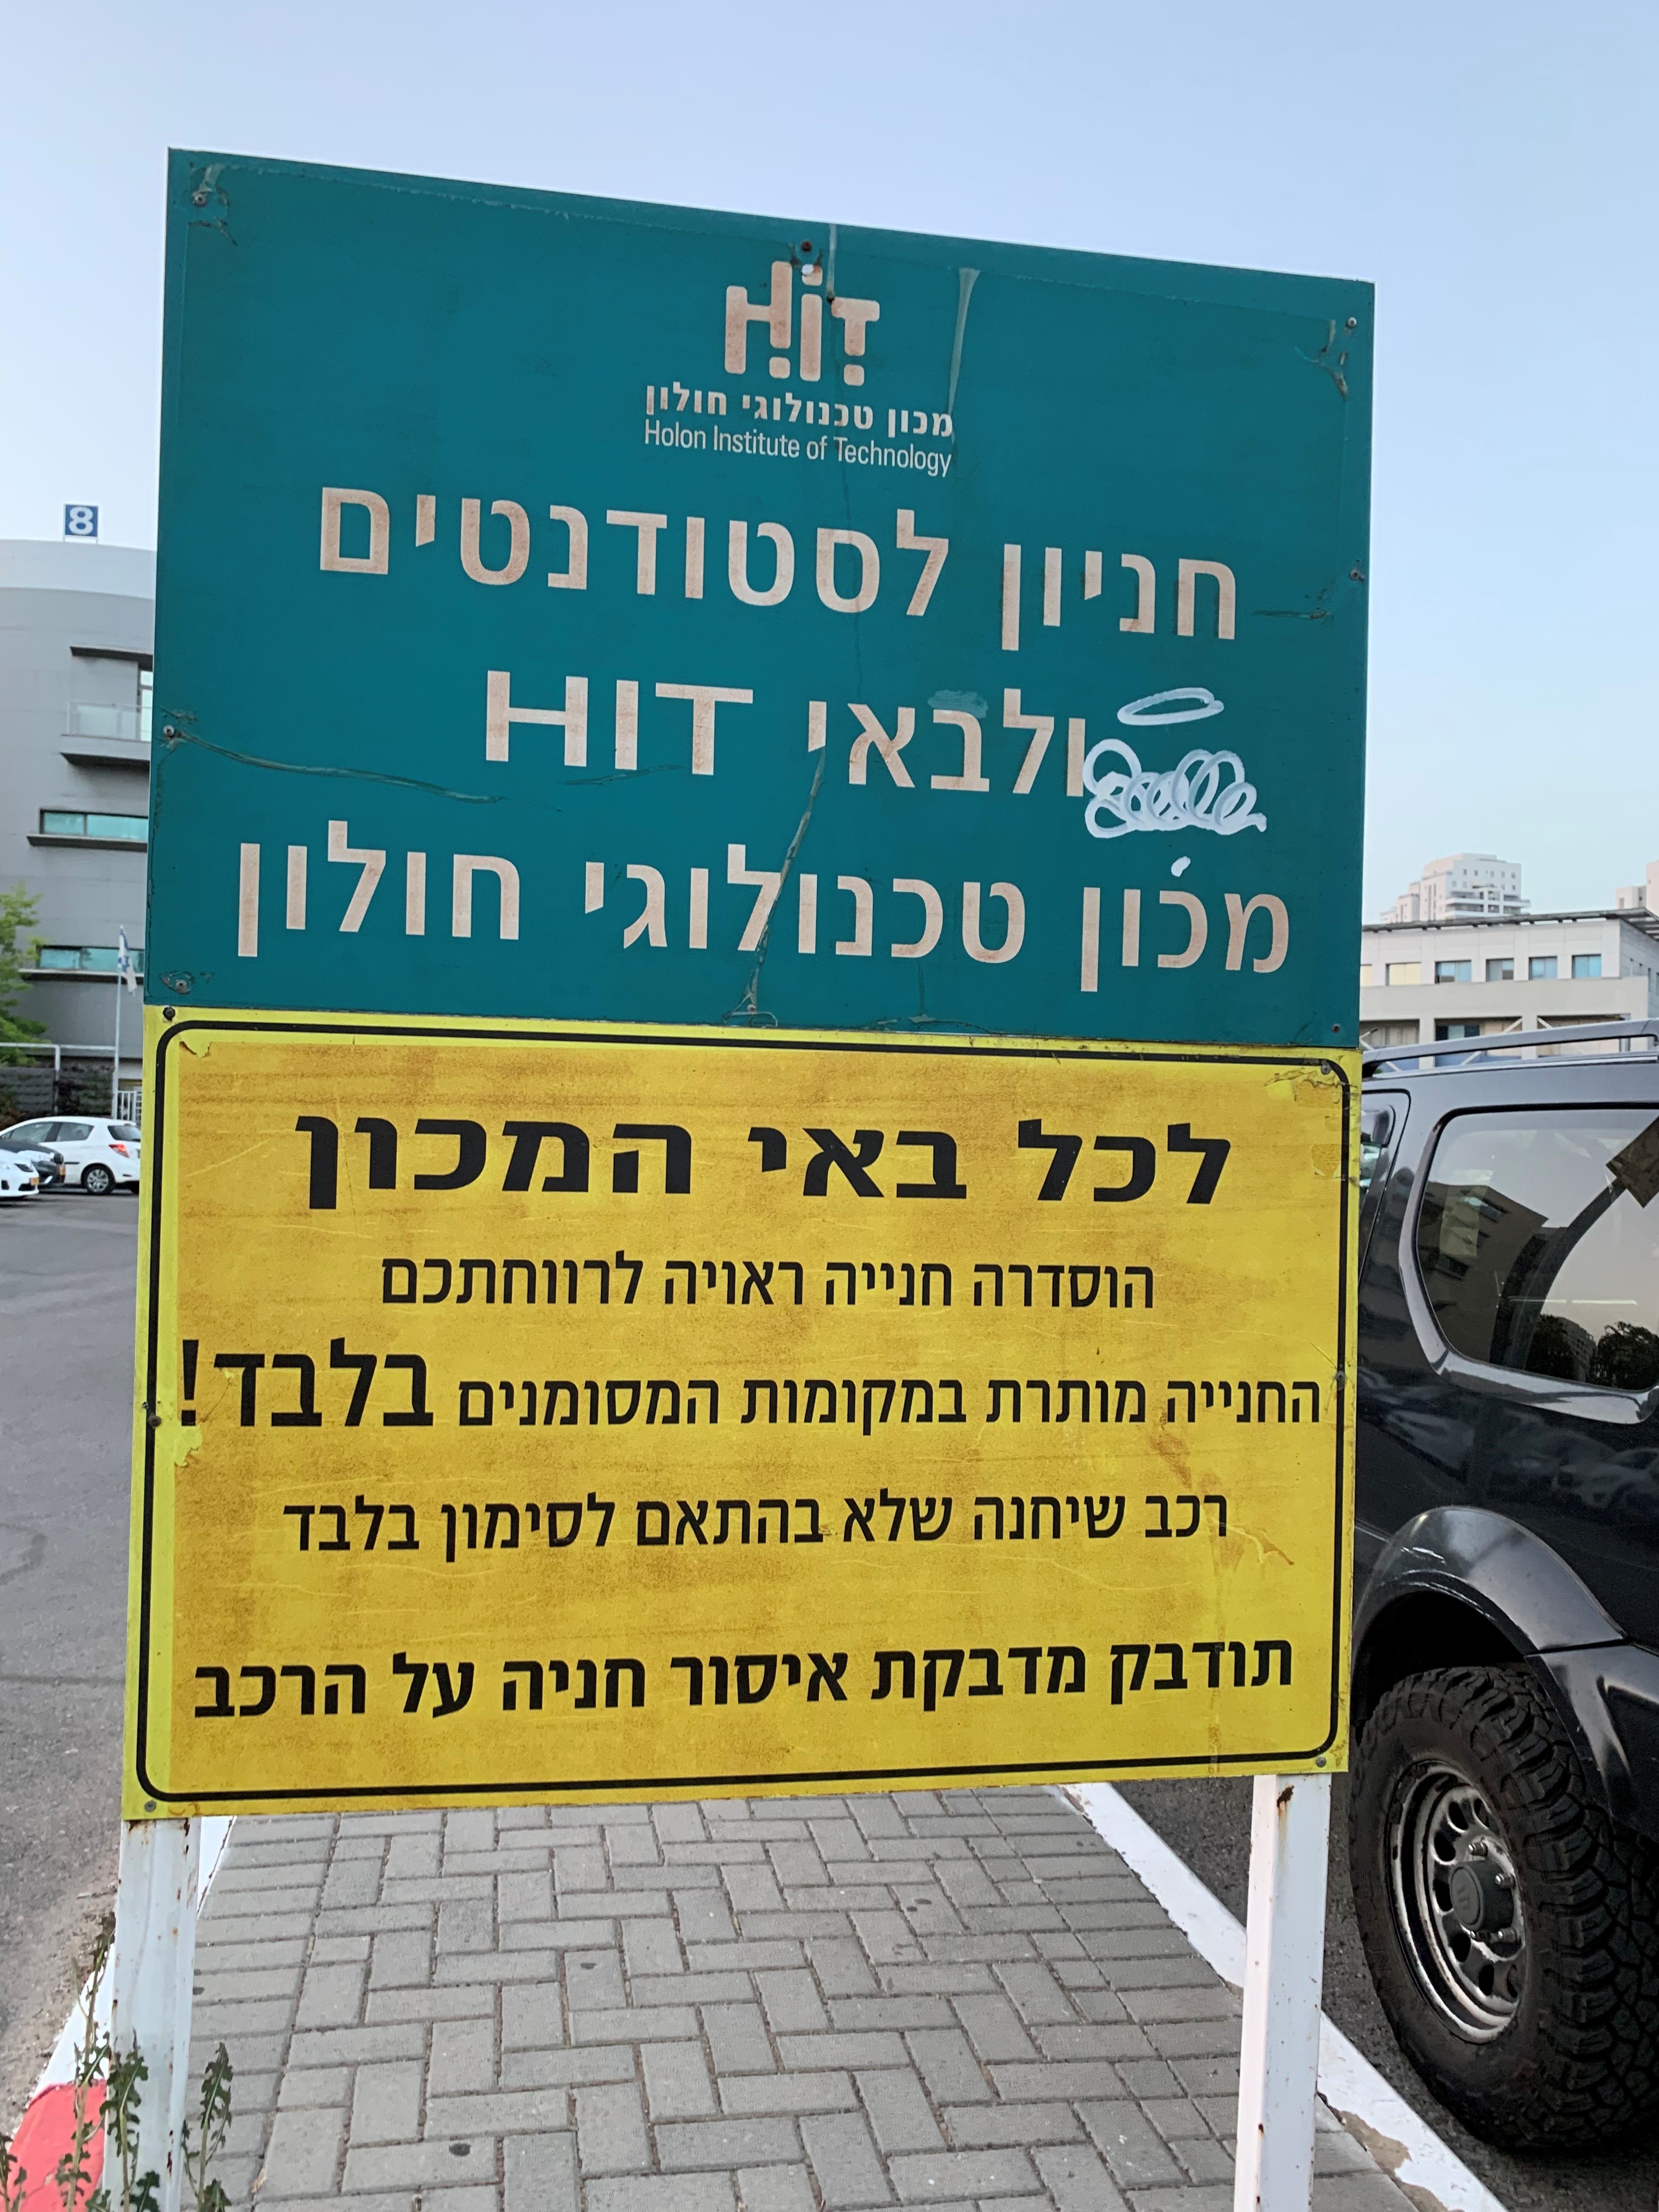 HiT
מכון טכנולוגי חולון
Holon Institute of Technology
חניון לסטודנטים
ולבאי HIT
מכון טכנולוגי חולון
לכל באי המכון
הוסדרה חנייה ראויה לרווחתכם
החנייה מותרת במקומות המסומנים בלבד!
רכב שיחנה שלא בהתאם לסימון בלבד
תודבק מדבקת איסור חניה על הרכב
8